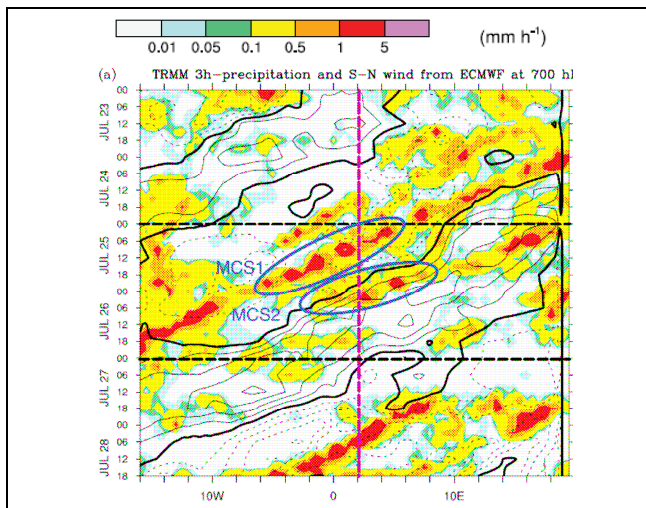 (mm h⁻¹)
0.01 0.05 0.1 0.5 1 5
(a) TRMM 3h-precipitation and S-N wind from ECMWF at 700 hl
JUL 23
00
06
12
18
JUL 24
00
06
12
18
JUL 25
00
06
12
18
JUL 26
00
06
12
18
JUL 27
00
06
12
18
JUL 28
00
06
12
18
MCS1
MCS2
10W 0 10E